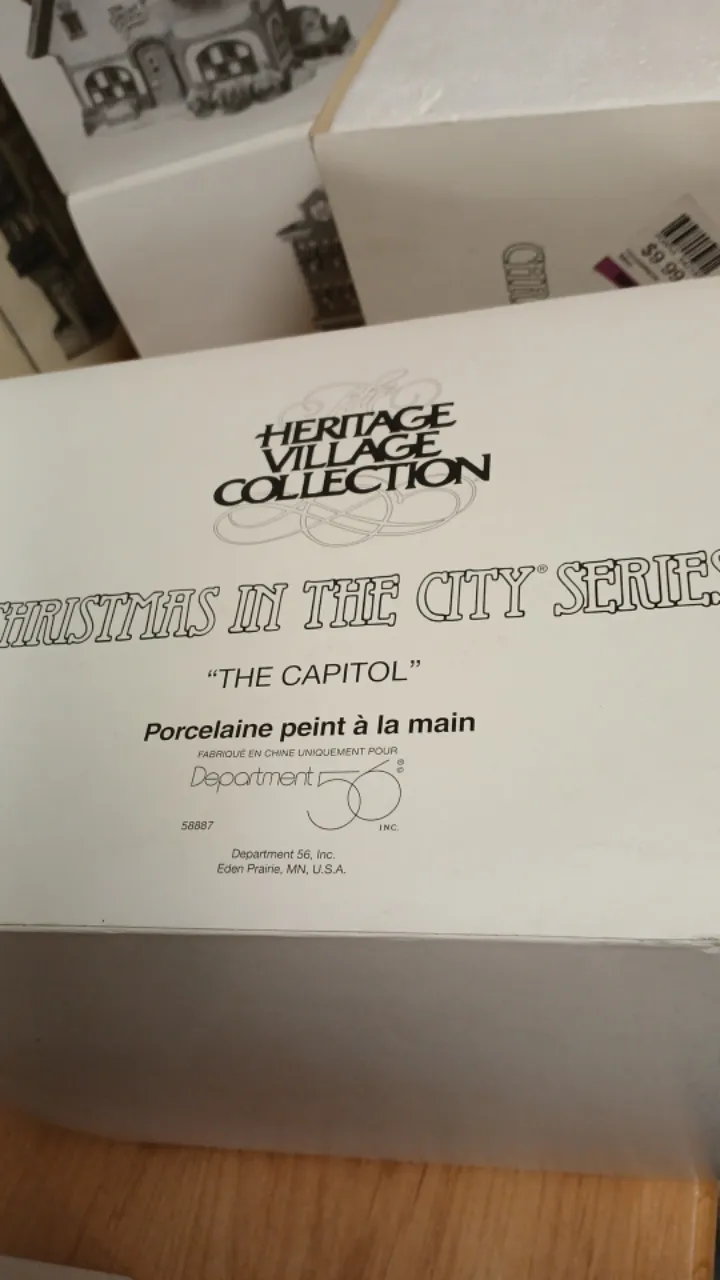 $9.99
The
HERITAGE
VILLAGE
COLLECTION
CHRISTMAS IN THE CITY® SERIES
“THE CAPITOL”
Porcelaine peint à la main
FABRIQUÉ EN CHINE UNIQUEMENT POUR
Department 56 ®
©
INC.
58887
Department 56, Inc.
Eden Prairie, MN, U.S.A.